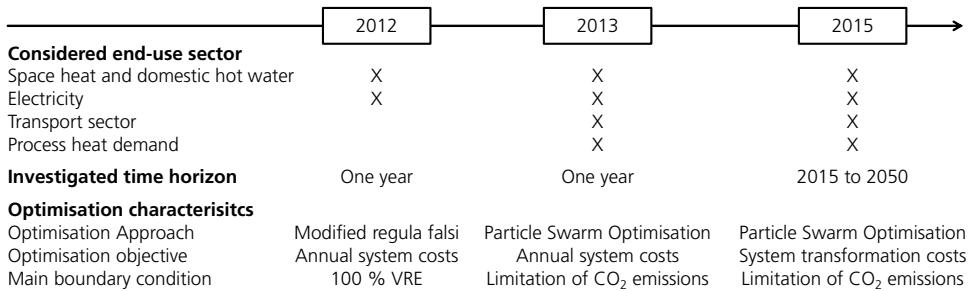 2012 2013 2015
Considered end-use sector
Space heat and domestic hot water X X X
Electricity X X X
Transport sector X X
Process heat demand X X
Investigated time horizon One year One year 2015 to 2050
Optimisation characterisitcs
Optimisation Approach Modified regula falsi Particle Swarm Optimisation Particle Swarm Optimisation
Optimisation objective Annual system costs Annual system costs System transformation costs
Main boundary condition 100 % VRE Limitation of CO₂ emissions Limitation of CO₂ emissions